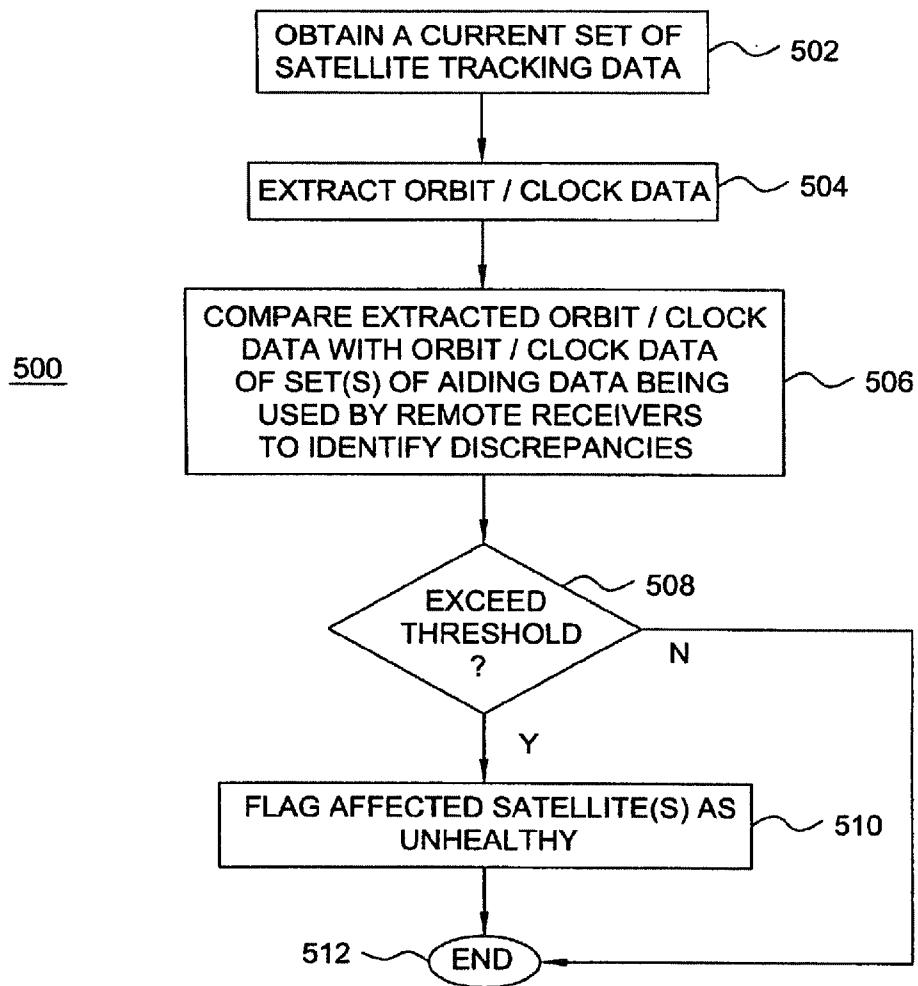 OBTAIN A CURRENT SET OF
SATELLITE TRACKING DATA
502
EXTRACT ORBIT / CLOCK DATA
504
500
COMPARE EXTRACTED ORBIT / CLOCK
DATA WITH ORBIT / CLOCK DATA
OF SET(S) OF AIDING DATA BEING
USED BY REMOTE RECEIVERS
TO IDENTIFY DISCREPANCIES
506
508
EXCEED
THRESHOLD
?
N
Y
FLAG AFFECTED SATELLITE(S) AS
UNHEALTHY
510
512
END